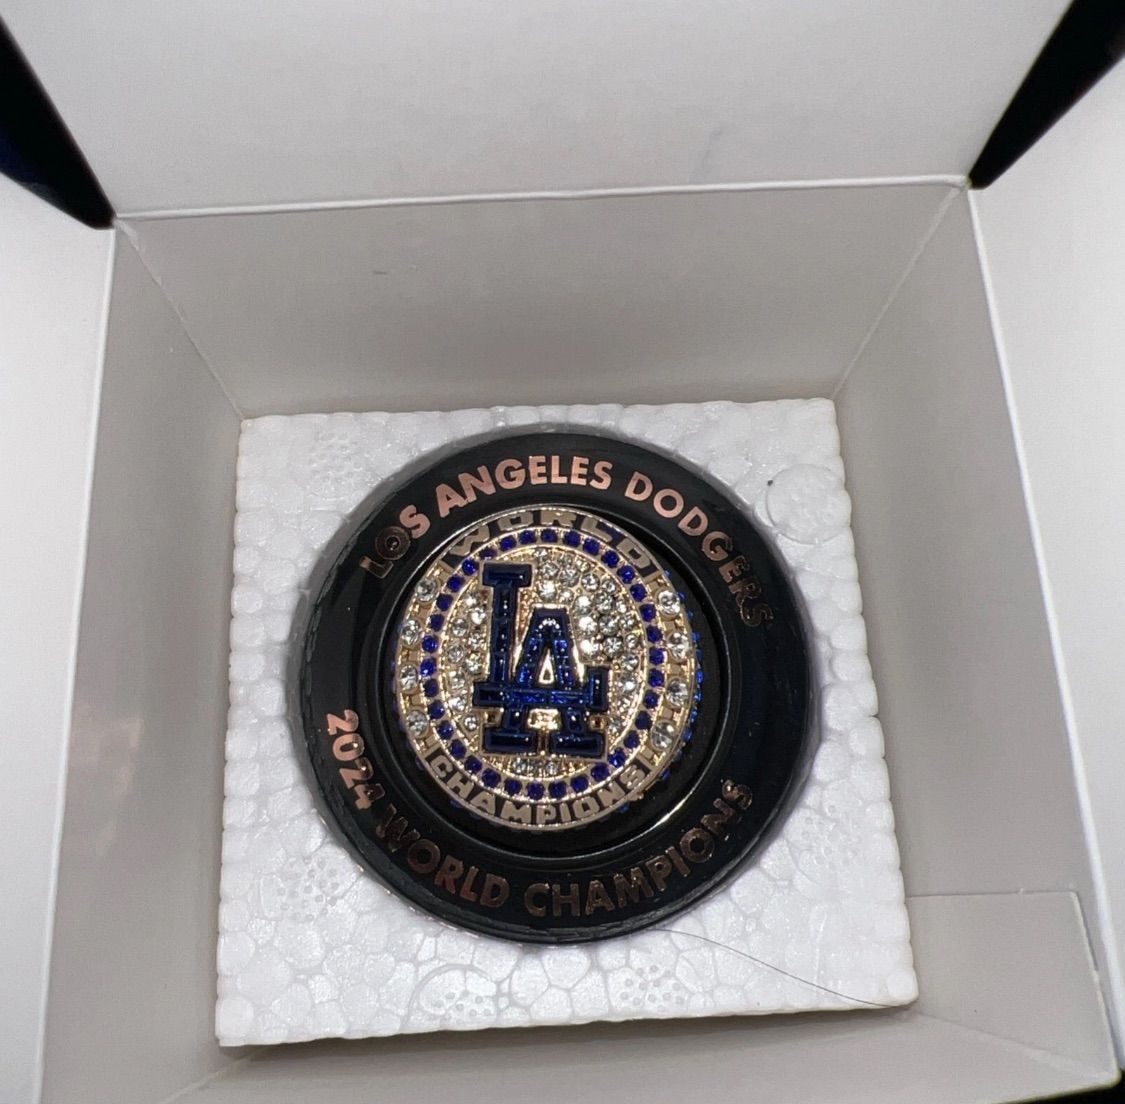 LOS ANGELES DODGERS
WORLD
LA
CHAMPIONS
2024 WORLD CHAMPIONS